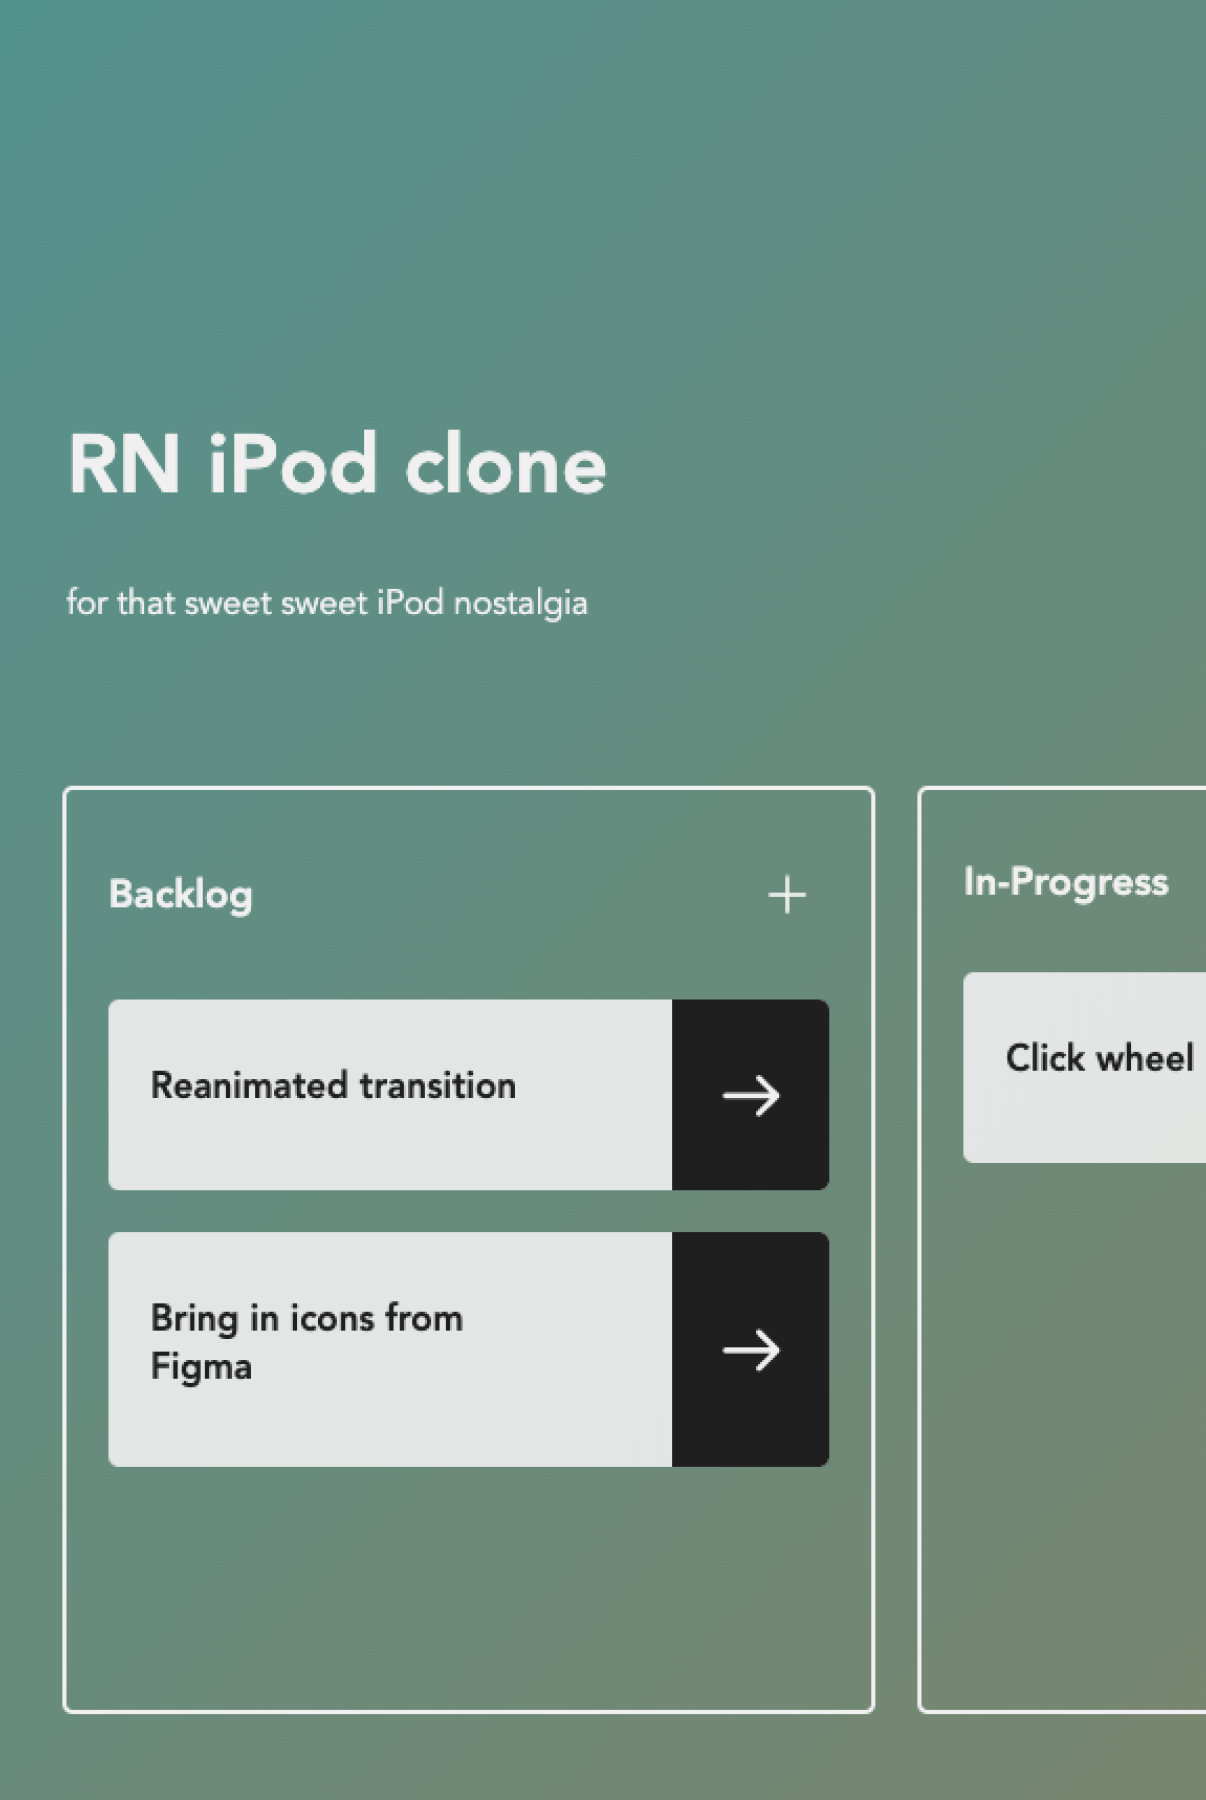 RN iPod clone
for that sweet sweet iPod nostalgia
Backlog
Reanimated transition
Bring in icons from
Figma
In-Progress
Click wheel